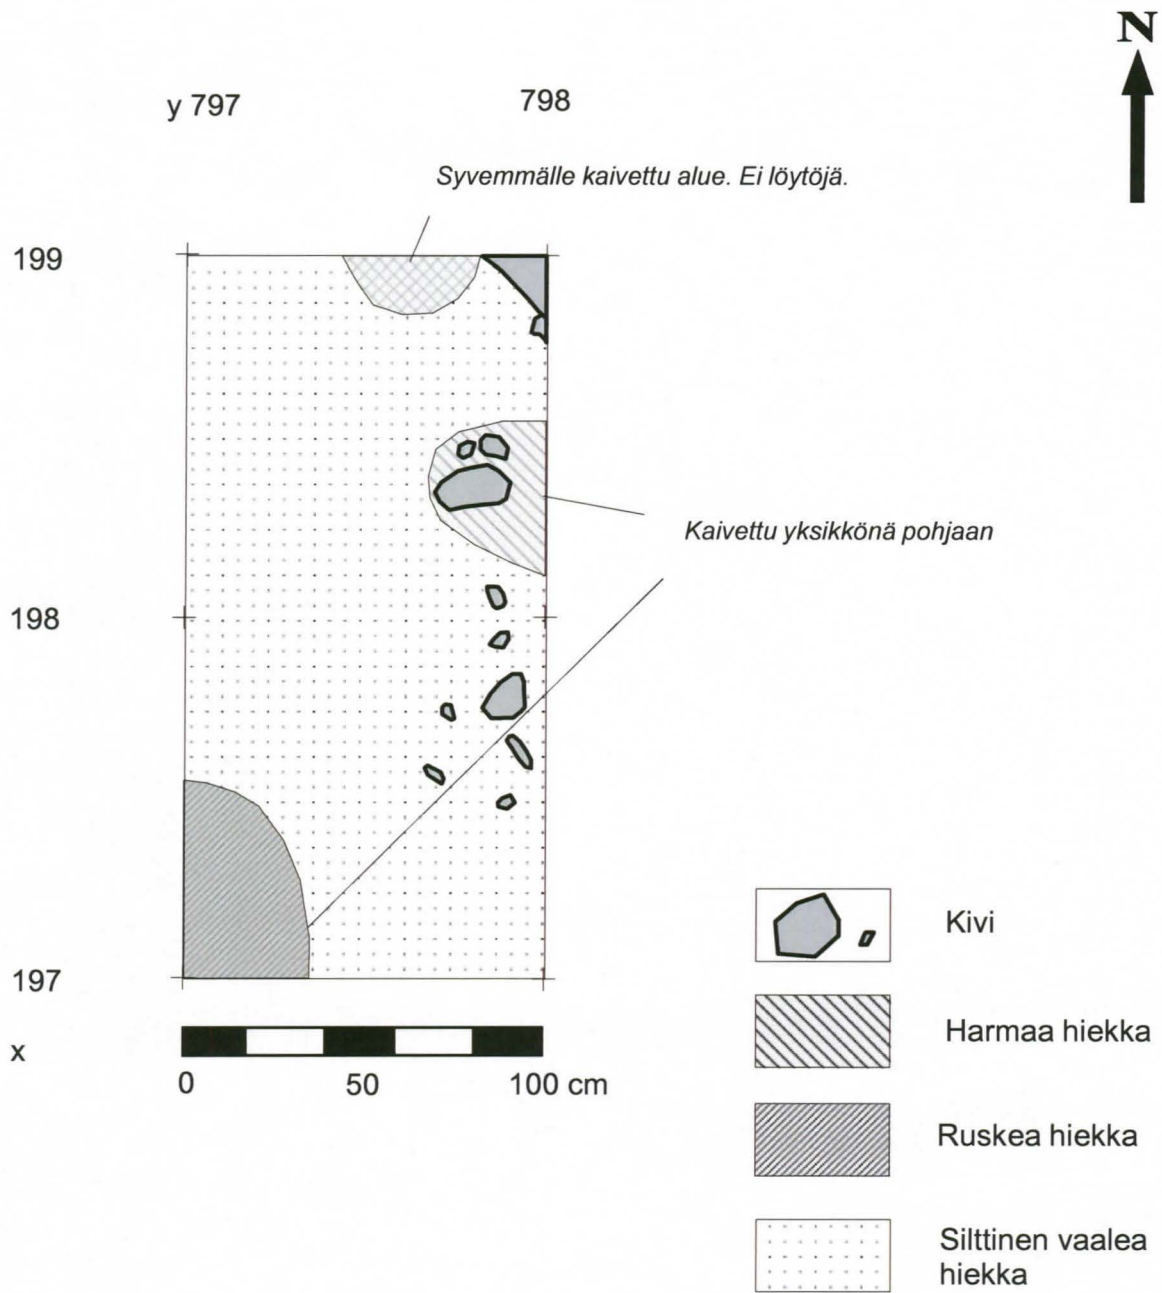 N
y 797
798
Syvemmälle kaivettu alue. Ei löytöjä.
199
Kaivettu yksikkönä pohjaan
198
197
x
0 50 100 cm
Kivi
Harmaa hiekka
Ruskea hiekka
Silttinen vaalea
hiekka